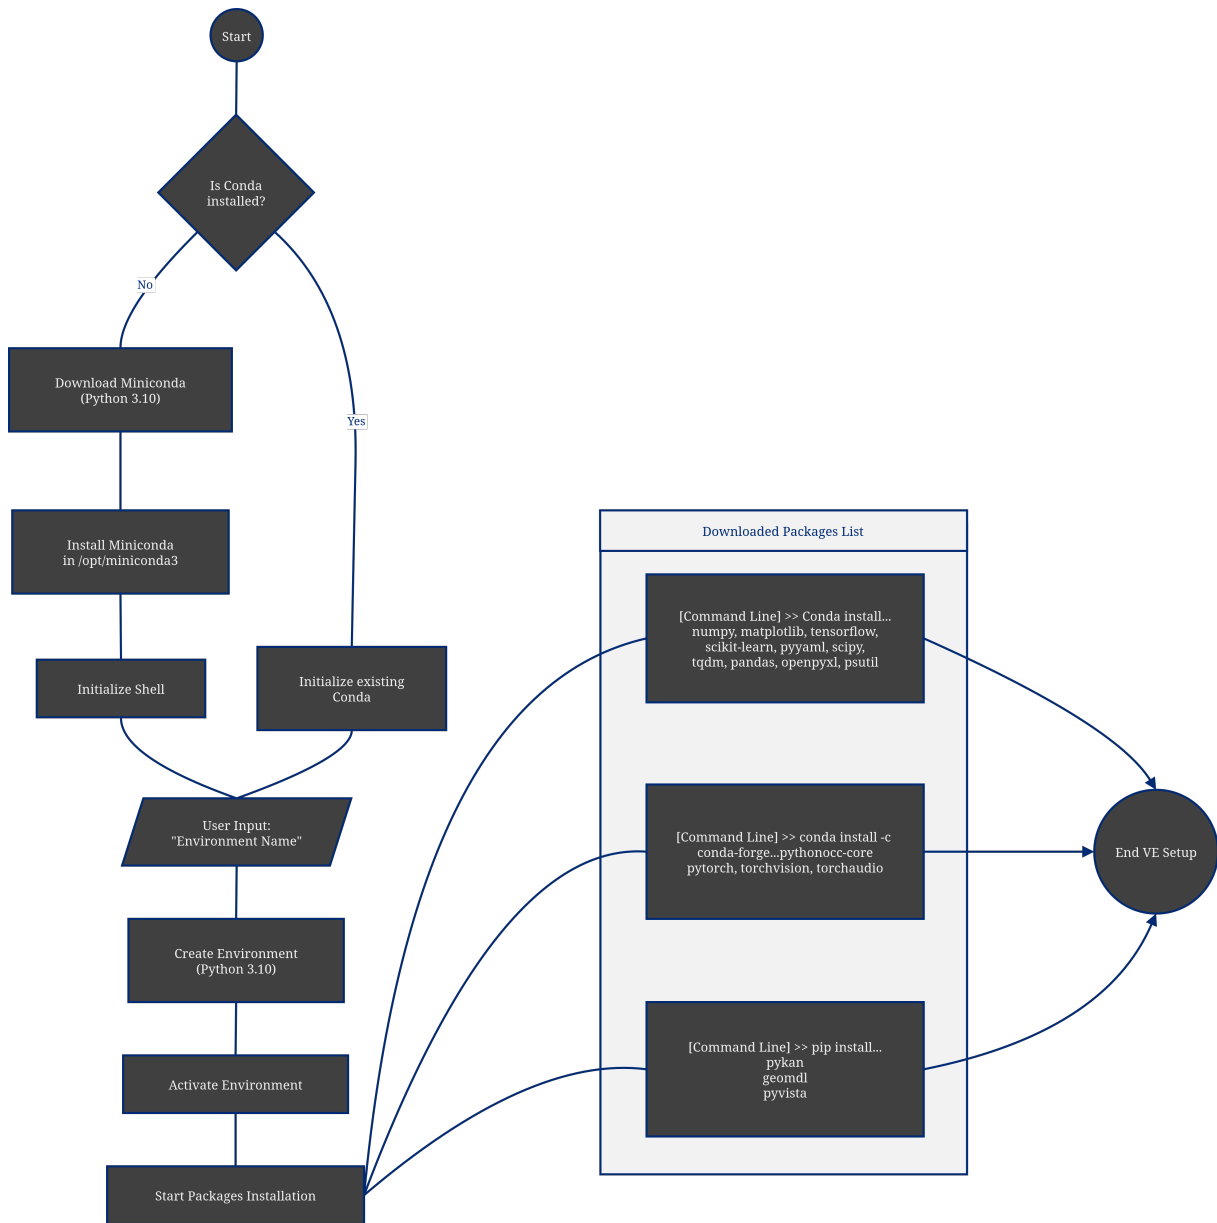 Start
Is Conda
installed?
No
Yes
Download Miniconda
(Python 3.10)
Install Miniconda
in /opt/miniconda3
Initialize Shell
Initialize existing
Conda
User Input:
"Environment Name"
Create Environment
(Python 3.10)
Activate Environment
Start Packages Installation
Downloaded Packages List
[Command Line] >> Conda install...
numpy, matplotlib, tensorflow,
scikit-learn, pyyaml, scipy,
tqdm, pandas, openpyxl, psutil
[Command Line] >> conda install -c
conda-forge...pythonocc-core
pytorch, torchvision, torchaudio
[Command Line] >> pip install...
pykan
geomdl
pyvista
End VE Setup